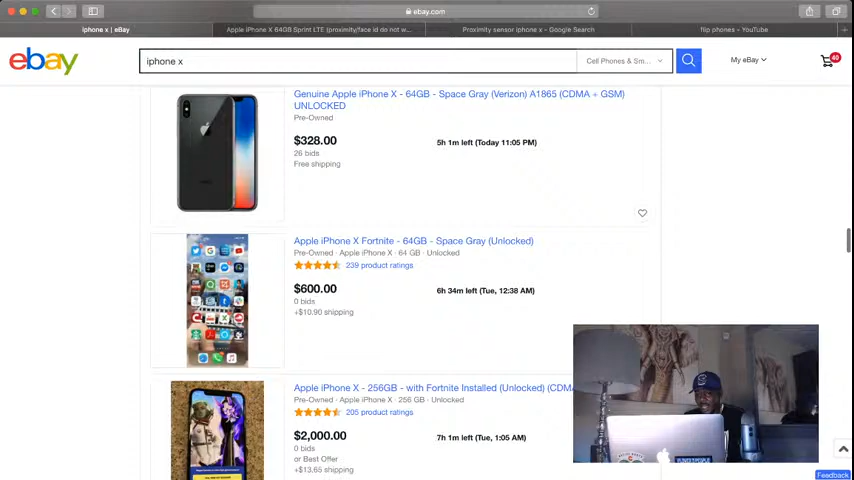 ebay.com
iphone x | eBay
Apple iPhone X 64GB Sprint LTE (proximity/face id do not w...
Proximity sensor iphone x - Google Search
flip phones - YouTube
ebay
iphone x
Cell Phones & Sm...
My eBay
40
Genuine Apple iPhone X - 64GB - Space Gray (Verizon) A1865 (CDMA + GSM)
UNLOCKED
Pre-Owned
$328.00
5h 1m left (Today 11:05 PM)
26 bids
Free shipping
Apple iPhone X Fortnite - 64GB - Space Gray (Unlocked)
Pre-Owned · Apple iPhone X · 64 GB · Unlocked
239 product ratings
$600.00
6h 34m left (Tue, 12:38 AM)
0 bids
+$10.90 shipping
Apple iPhone X - 256GB - with Fortnite Installed (Unlocked) (CDMA
Pre-Owned · Apple iPhone X · 256 GB · Unlocked
205 product ratings
$2,000.00
7h 1m left (Tue, 1:05 AM)
0 bids
or Best Offer
+$13.65 shipping
Feedback